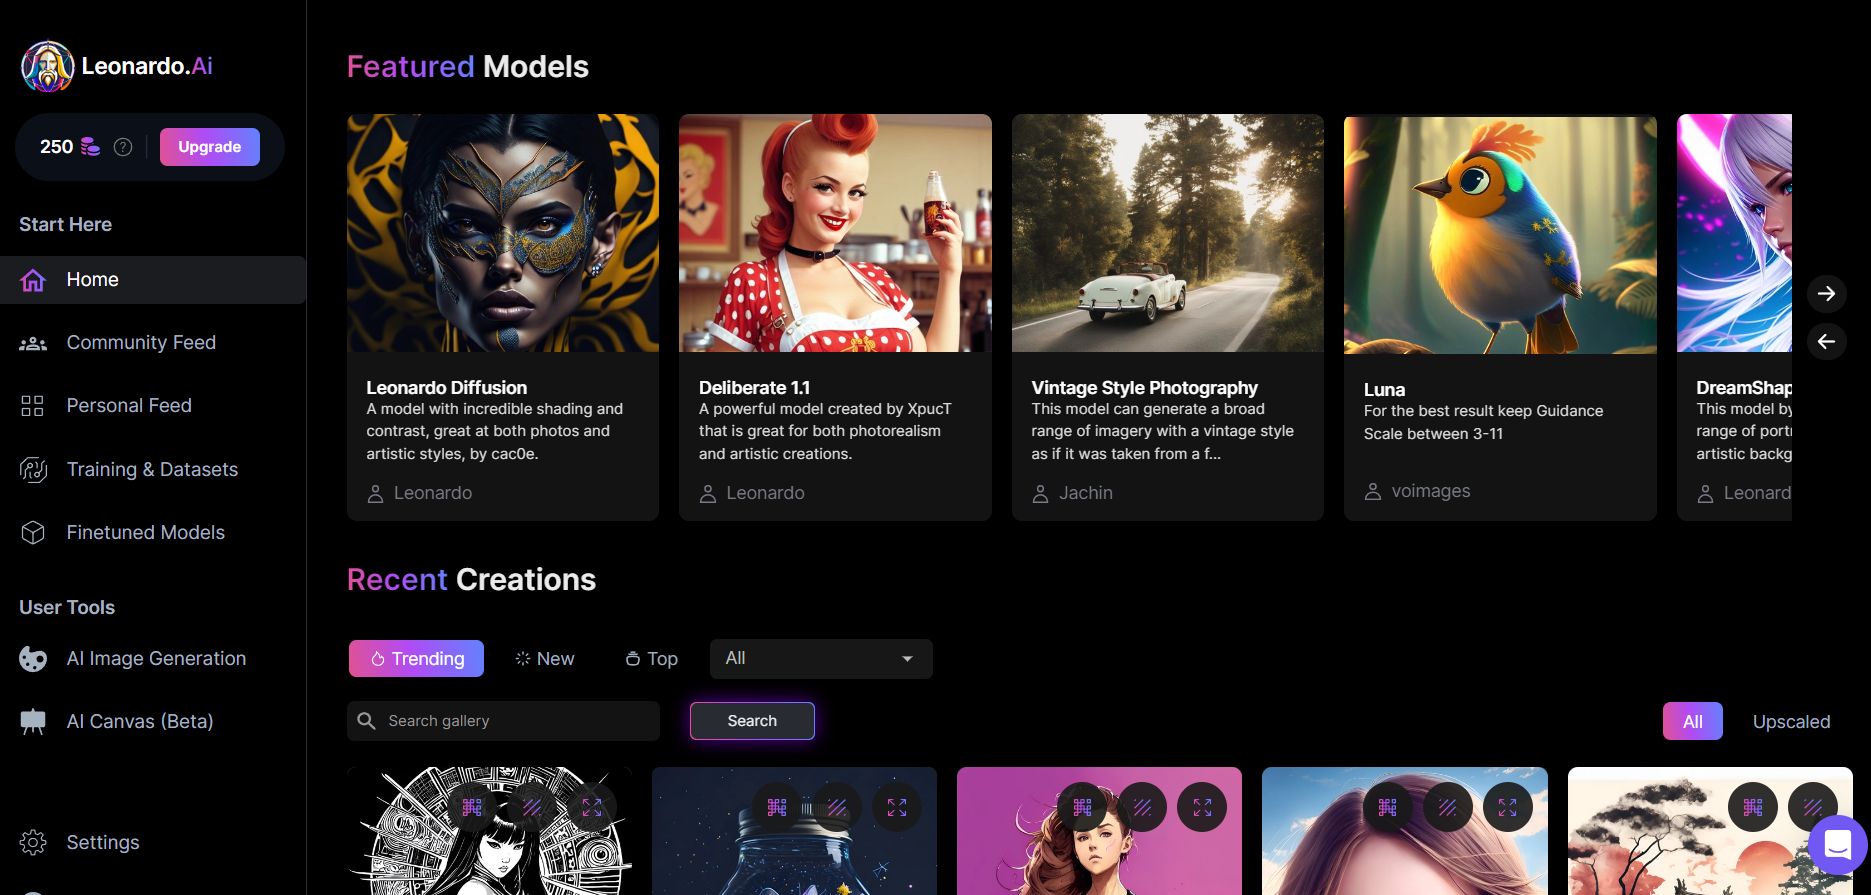 Leonardo.Ai
250
?
Upgrade
Start Here
Home
Community Feed
Personal Feed
Training & Datasets
Finetuned Models
User Tools
AI Image Generation
AI Canvas (Beta)
Settings
Featured Models
Leonardo Diffusion
A model with incredible shading and
contrast, great at both photos and
artistic styles, by cac0e.
Leonardo
Deliberate 1.1
A powerful model created by XpucT
that is great for both photorealism
and artistic creations.
Leonardo
Vintage Style Photography
This model can generate a broad
range of imagery with a vintage style
as if it was taken from a f...
Jachin
Luna
For the best result keep Guidance
Scale between 3-11
voimages
DreamShap
This model by
range of portr
artistic backg
Leonard
Recent Creations
Trending
New
Top
All
Search gallery
Search
All
Upscaled